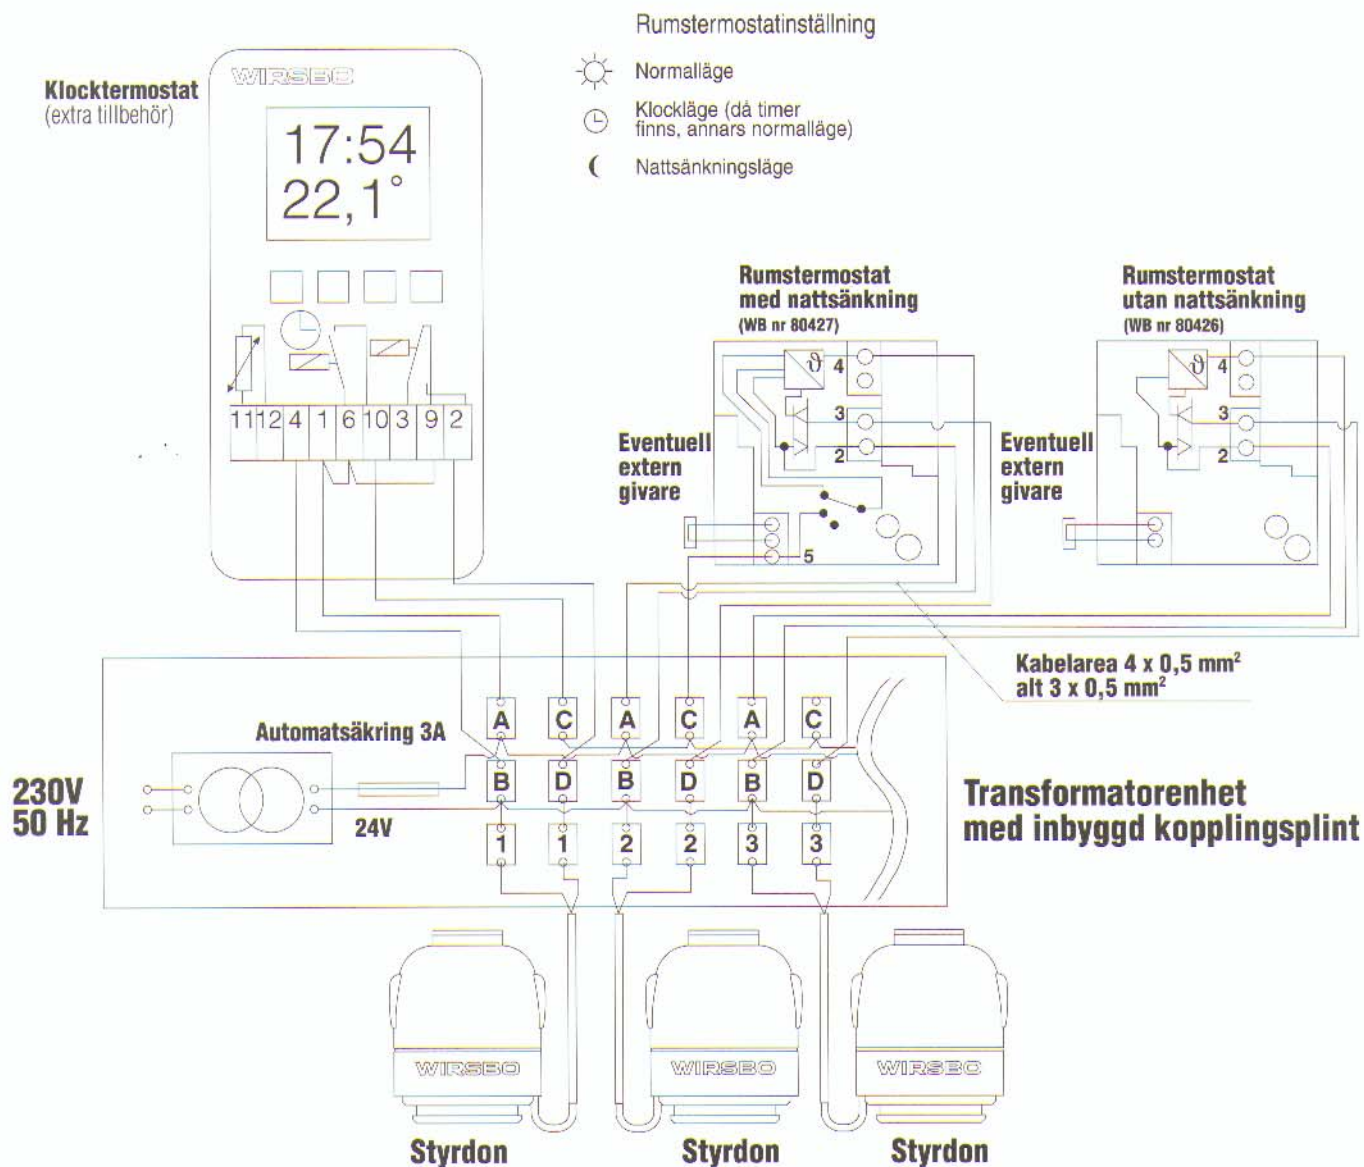 Rumstermostatinställning
Normalläge
Klockläge (då timer
finns, annars normalläge)
Nattsänkningsläge
Klocktermostat
(extra tillbehör)
WIRSBO
17:54
22,1°
11 12 4 1 6 10 3 9 2
Rumstermostat
med nattsänkning
(WB nr 80427)
ϑ 4
3
2
5
Eventuell
extern
givare
Rumstermostat
utan nattsänkning
(WB nr 80426)
ϑ 4
3
2
Eventuell
extern
givare
Kabelarea 4 x 0,5 mm²
alt 3 x 0,5 mm²
Automatsäkring 3A
230V
50 Hz
24V
A C A C A C
B D B D B D
1 1 2 2 3 3
Transformatorenhet
med inbyggd kopplingsplint
WIRSBO WIRSBO WIRSBO
Styrdon Styrdon Styrdon